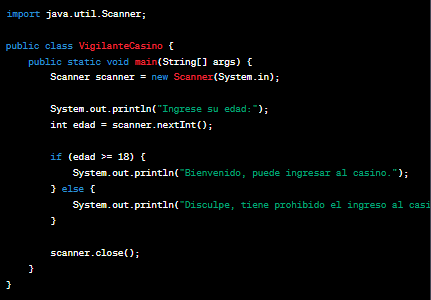 import java.util.Scanner;
public class VigilanteCasino {
public static void main(String[] args) {
Scanner scanner = new Scanner(System.in);
System.out.println("Ingrese su edad:");
int edad = scanner.nextInt();
if (edad >= 18) {
System.out.println("Bienvenido, puede ingresar al casino.");
} else {
System.out.println("Disculpe, tiene prohibido el ingreso al casi
}
scanner.close();
}
}